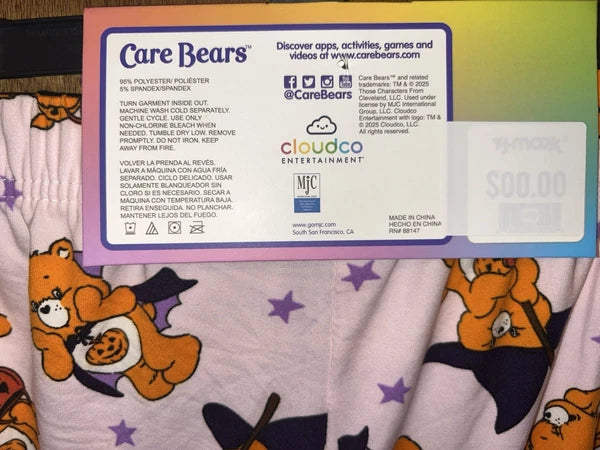 Care Bears™
95% POLYESTER/ POLIÉSTER
5% SPANDEX/SPANDEX
TURN GARMENT INSIDE OUT.
MACHINE WASH COLD SEPARATELY.
GENTLE CYCLE. USE ONLY
NON-CHLORINE BLEACH WHEN
NEEDED. TUMBLE DRY LOW, REMOVE
PROMPTLY. DO NOT IRON. KEEP
AWAY FROM FIRE.
VOLVER LA PRENDA AL REVÉS.
LAVAR A MÁQUINA CON AGUA FRÍA
SEPARADO. CICLO DELICADO. USAR
SOLAMENTE BLANQUEADOR SIN
CLORO SI ES NECESARIO. SECAR A
MÁQUINA CON TEMPERATURA BAJA.
RETIRA ENSEGUIDA. NO PLANCHAR.
MANTENER LEJOS DEL FUEGO.
Discover apps, activities, games and
videos at www.carebears.com
You Tube
@CareBears
Care Bears™ and related
trademarks: TM & © 2025
Those Characters From
Cleveland, LLC. Used under
license by MJC International
Group, LLC. Cloudco
Entertainment with logo: TM &
© 2025 Cloudco, LLC.
All rights reserved.
cloudco
ENTERTAINMENT™
MJC
www.gomjc.com
South San Francisco, CA
MADE IN CHINA
HECHO EN CHINA
RN# 88147
T.J.maxx
$00.00